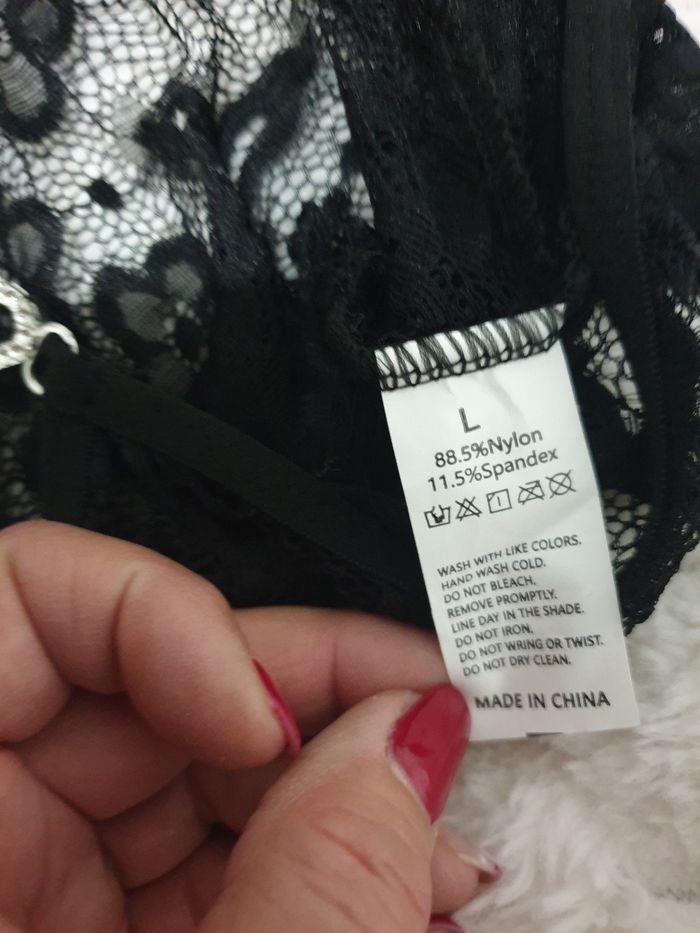 L
88.5%Nylon
11.5%Spandex
WASH WITH LIKE COLORS.
HAND WASH COLD.
DO NOT BLEACH.
REMOVE PROMPTLY.
LINE DAY IN THE SHADE.
DO NOT IRON.
DO NOT WRING OR TWIST.
DO NOT DRY CLEAN.
MADE IN CHINA